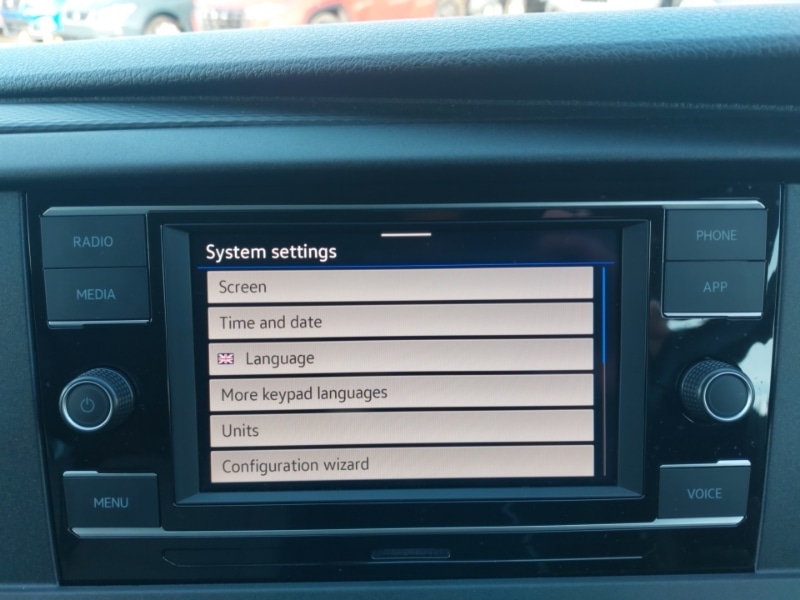 RADIO
MEDIA
MENU
System settings
Screen
Time and date
Language
More keypad languages
Units
Configuration wizard
PHONE
APP
VOICE